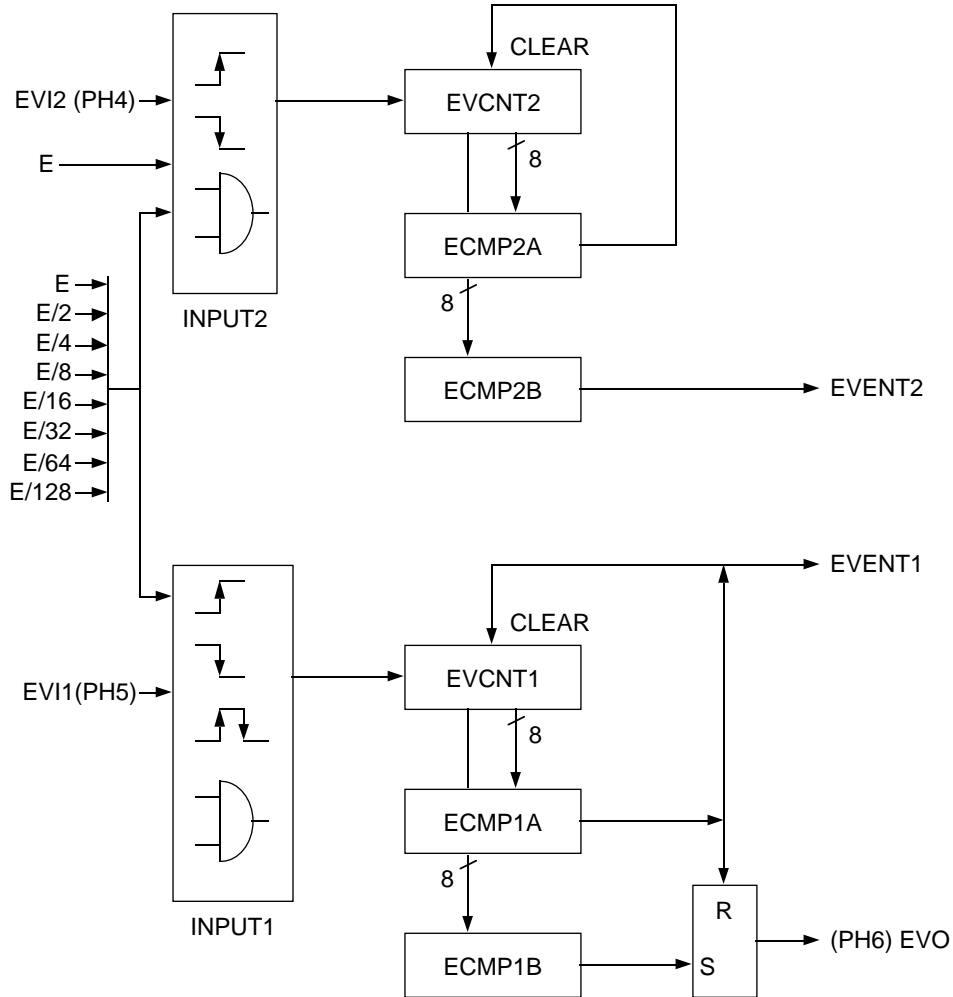 CLEAR
EVI2 (PH4)
EVCNT2
8
E
ECMP2A
E
E/2
E/4
E/8
E/16
E/32
E/64
E/128
8
INPUT2
ECMP2B
EVENT2
EVENT1
CLEAR
EVI1(PH5)
EVCNT1
8
ECMP1A
8
INPUT1
R
S
ECMP1B
(PH6) EVO